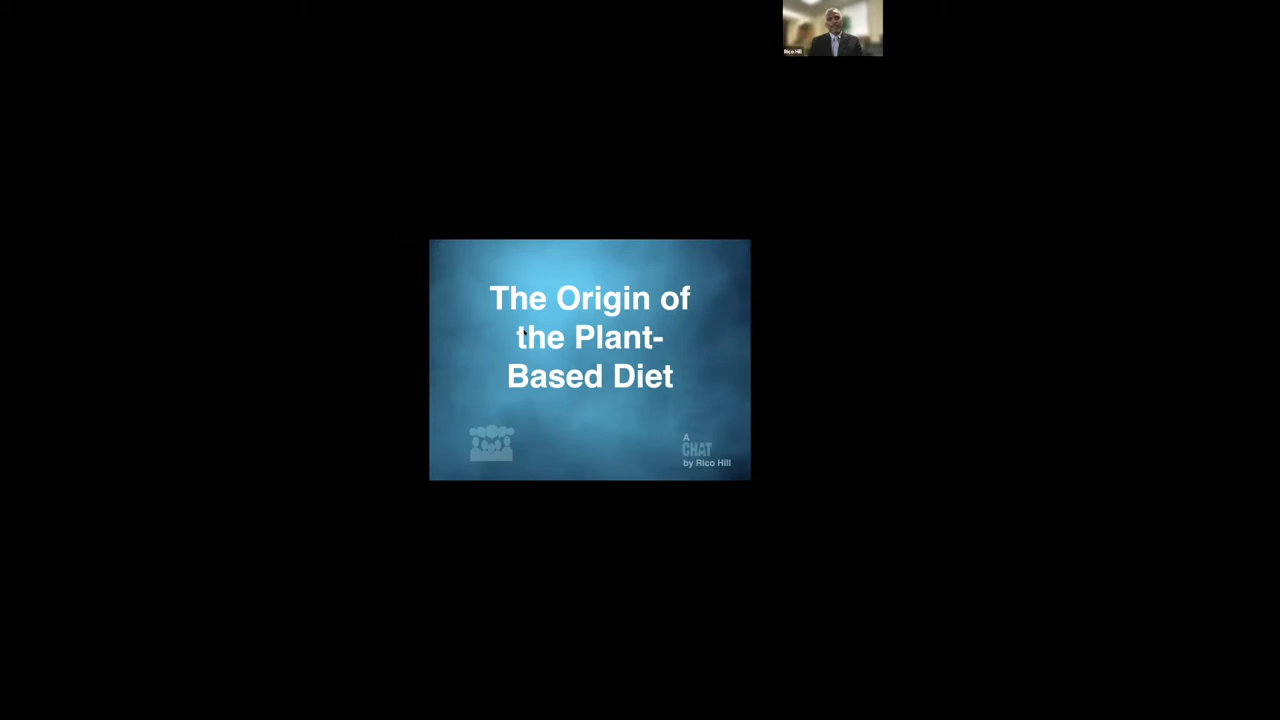 Rico Hill
The Origin of
the Plant-
Based Diet
A
CHAT
by Rico Hill